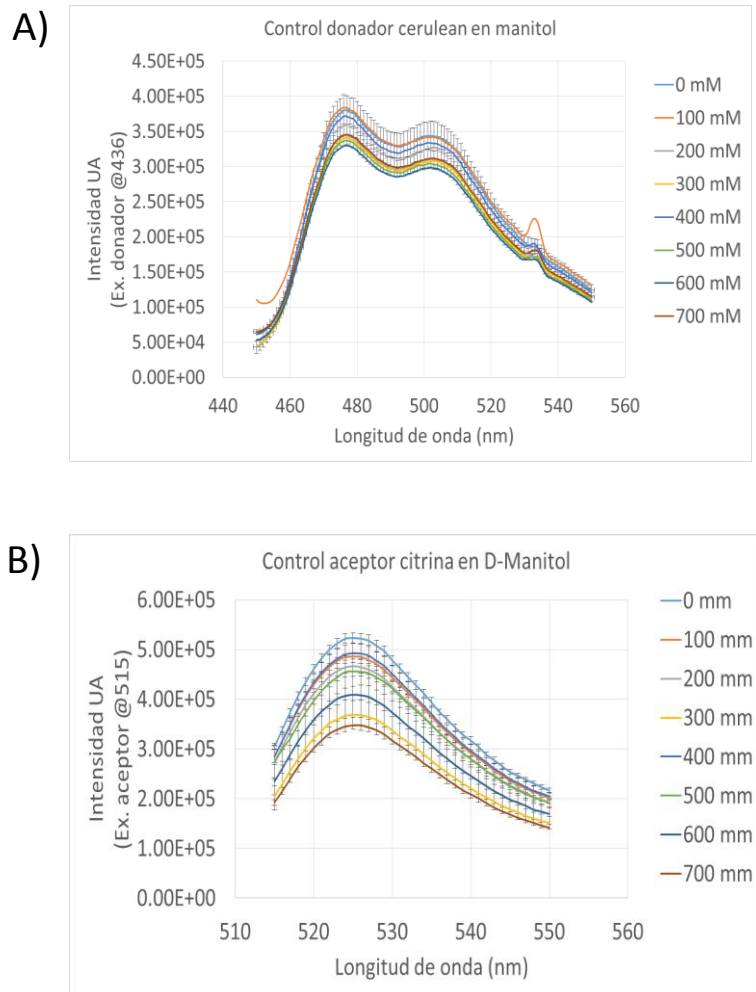 A)
Control donador cerulean en manitol
Intensidad UA
(Ex. donador @436)
4.50E+05
4.00E+05
3.50E+05
3.00E+05
2.50E+05
2.00E+05
1.50E+05
1.00E+05
5.00E+04
0.00E+00
440 460 480 500 520 540 560
Longitud de onda (nm)
0 mM
100 mM
200 mM
300 mM
400 mM
500 mM
600 mM
700 mM
B)
Control aceptor citrina en D-Manitol
Intensidad UA
(Ex. aceptor @515)
6.00E+05
5.00E+05
4.00E+05
3.00E+05
2.00E+05
1.00E+05
0.00E+00
510 520 530 540 550 560
Longitud de onda (nm)
0 mm
100 mm
200 mm
300 mm
400 mm
500 mm
600 mm
700 mm